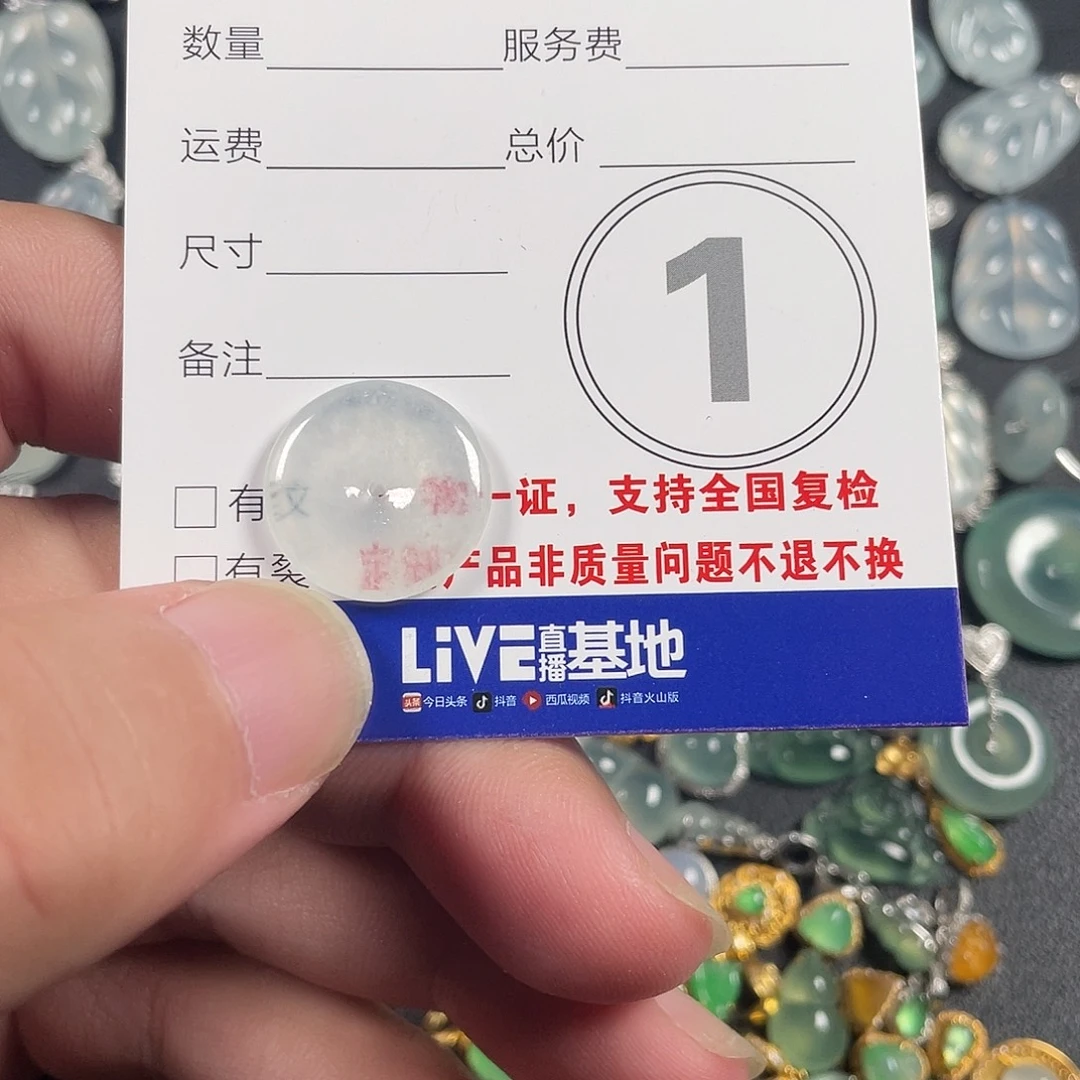 数量 服务费
运费 总价
尺寸
1
备注
有 一证，支持全国复检
有裂 产品非质量问题不退不换
LiVE直播基地
头条 今日头条 抖音 西瓜视频 抖音火山版